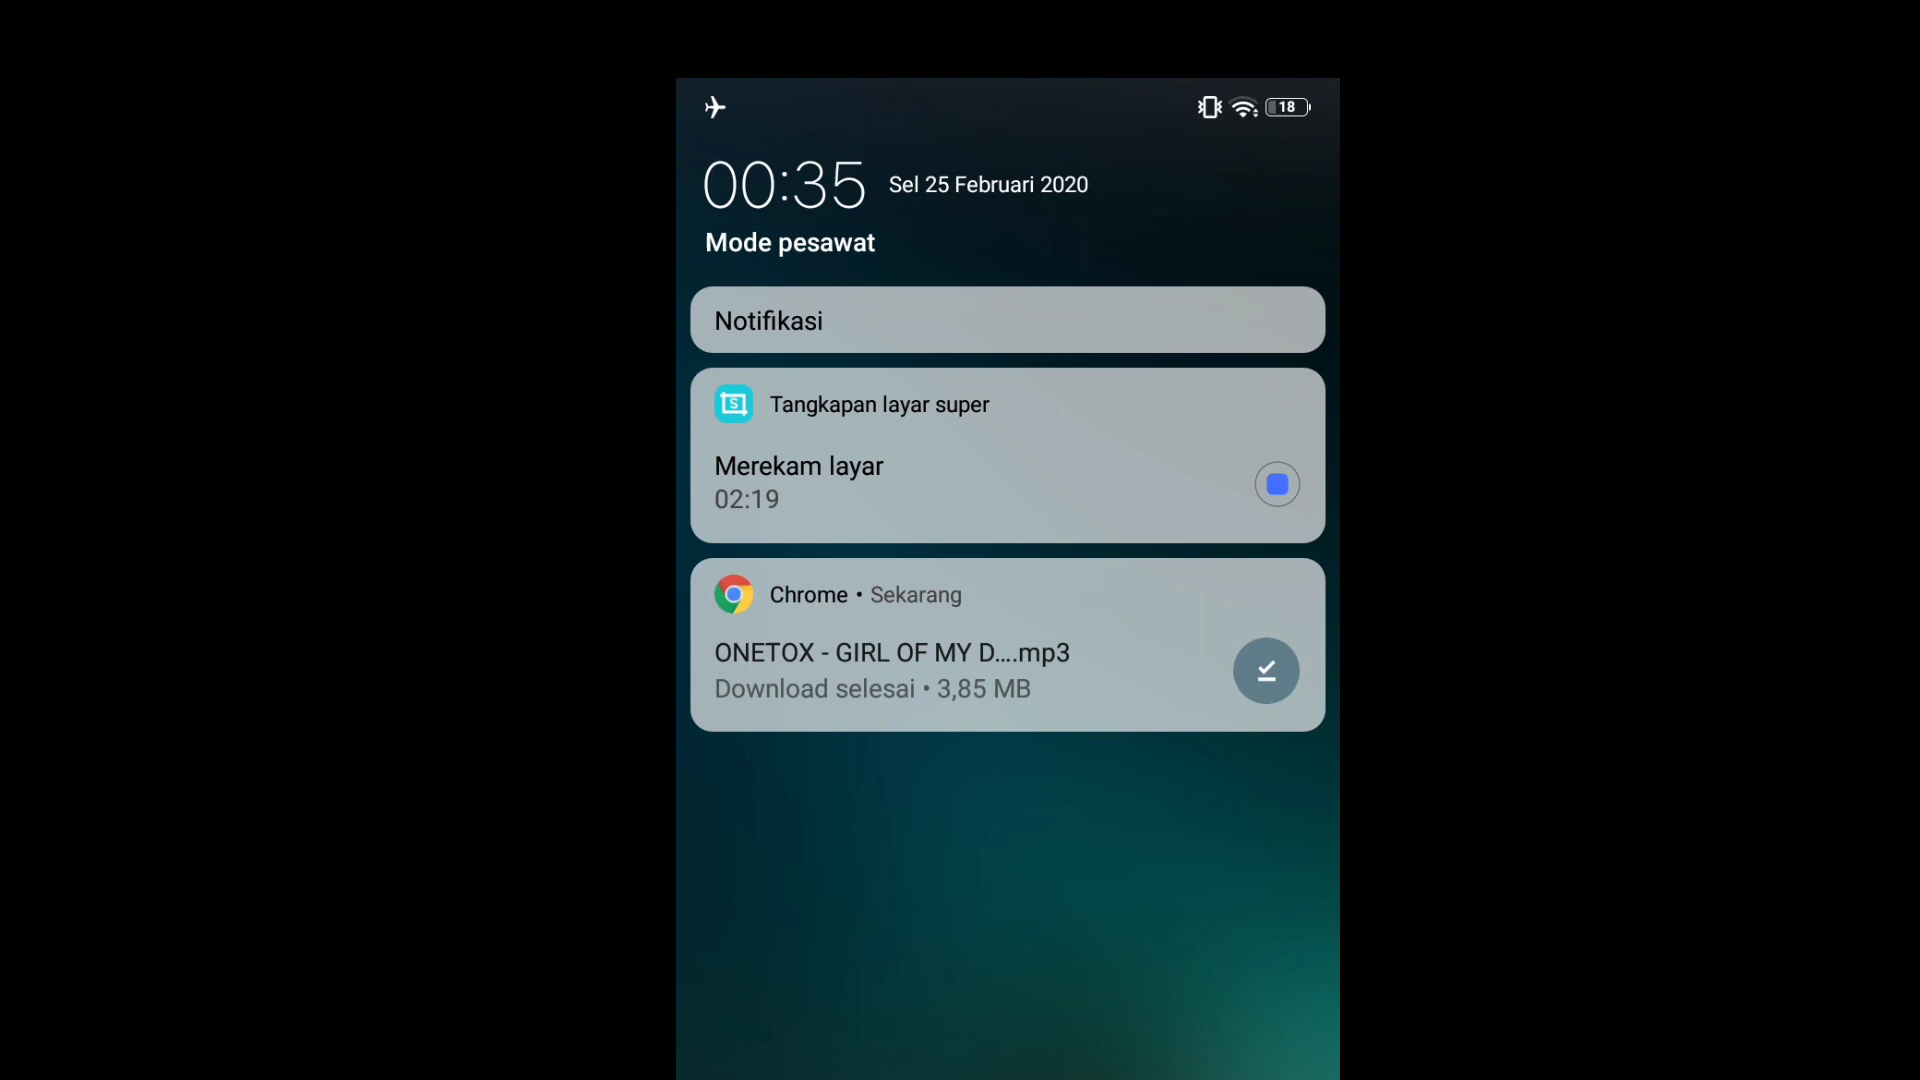 18
00:35 Sel 25 Februari 2020
Mode pesawat
Notifikasi
S Tangkapan layar super
Merekam layar
02:19
Chrome • Sekarang
ONETOX - GIRL OF MY D....mp3
Download selesai • 3,85 MB